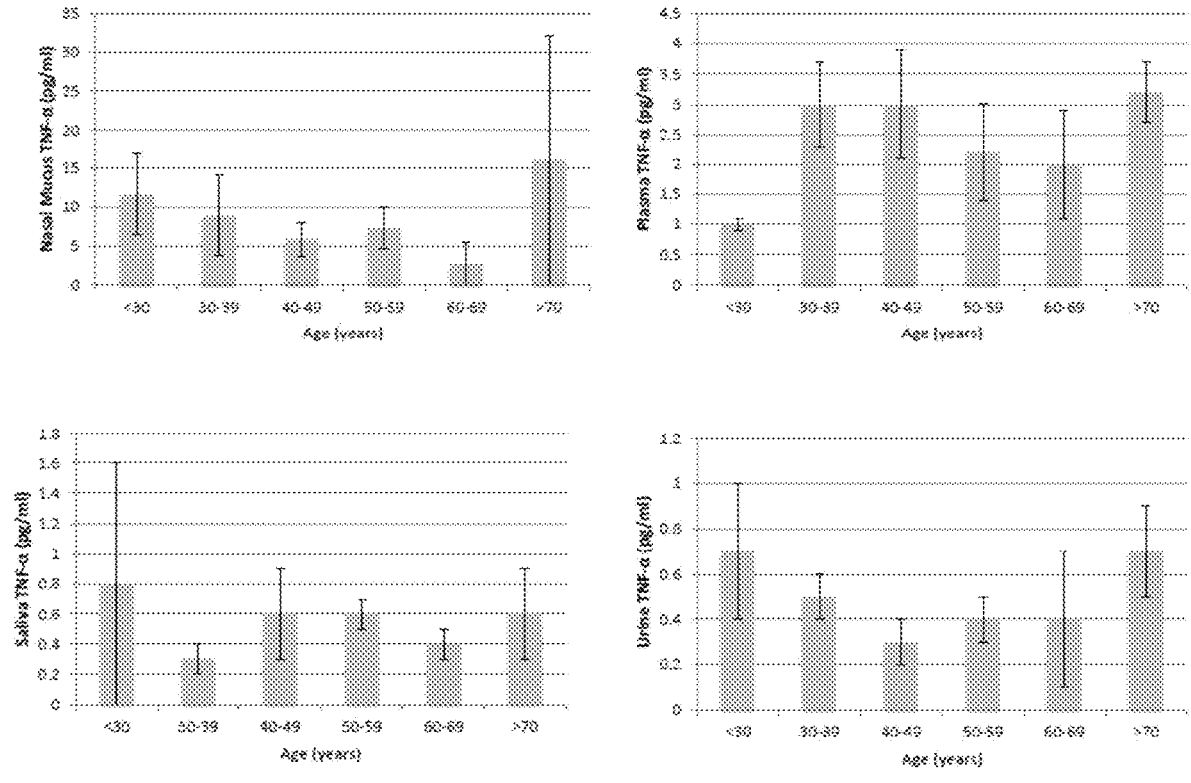 Nasal Mucus TNF-α (pg/ml)
35
30
25
20
15
10
5
0
<30 30-39 40-49 50-59 60-69 >70
Age (years)
Plasma TNF-α (pg/ml)
4.5
4
3.5
3
2.5
2
1.5
1
0.5
0
<30 30-39 40-49 50-59 60-69 >70
Age (years)
Saliva TNF-α (pg/ml)
1.8
1.6
1.4
1.2
1
0.8
0.6
0.4
0.2
0
<30 30-39 40-49 50-59 60-69 >70
Age (years)
Urine TNF-α (pg/ml)
1.2
1
0.8
0.6
0.4
0.2
0
<30 30-39 40-49 50-59 60-69 >70
Age (years)